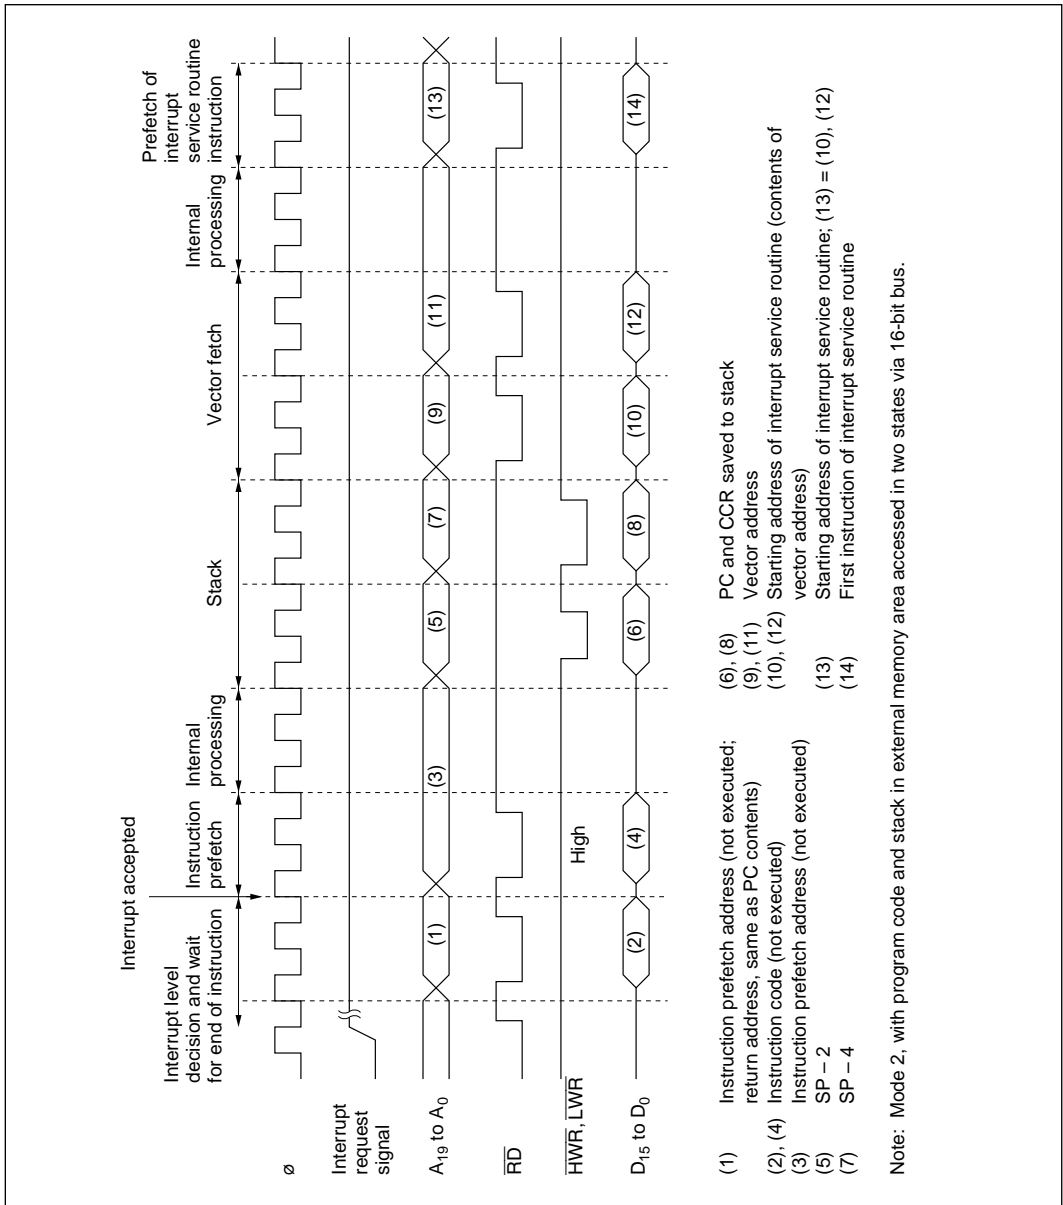 Interrupt accepted
Interrupt level
decision and wait
for end of instruction
Instruction
prefetch
Internal
processing
Stack
Vector fetch
Internal
processing
Prefetch of
interrupt
service routine
instruction
ø
Interrupt
request
signal
A19 to A0
(1)
(3)
(5)
(7)
(9)
(11)
(13)
RD
HWR, LWR
High
D15 to D0
(2)
(4)
(6)
(8)
(10)
(12)
(14)
(1) Instruction prefetch address (not executed;
return address, same as PC contents)
(2), (4) Instruction code (not executed)
(3) Instruction prefetch address (not executed)
(5) SP – 2
(7) SP – 4
(6), (8) PC and CCR saved to stack
(9), (11) Vector address
(10), (12) Starting address of interrupt service routine (contents of
vector address)
(13) Starting address of interrupt service routine; (13) = (10), (12)
(14) First instruction of interrupt service routine
Note: Mode 2, with program code and stack in external memory area accessed in two states via 16-bit bus.